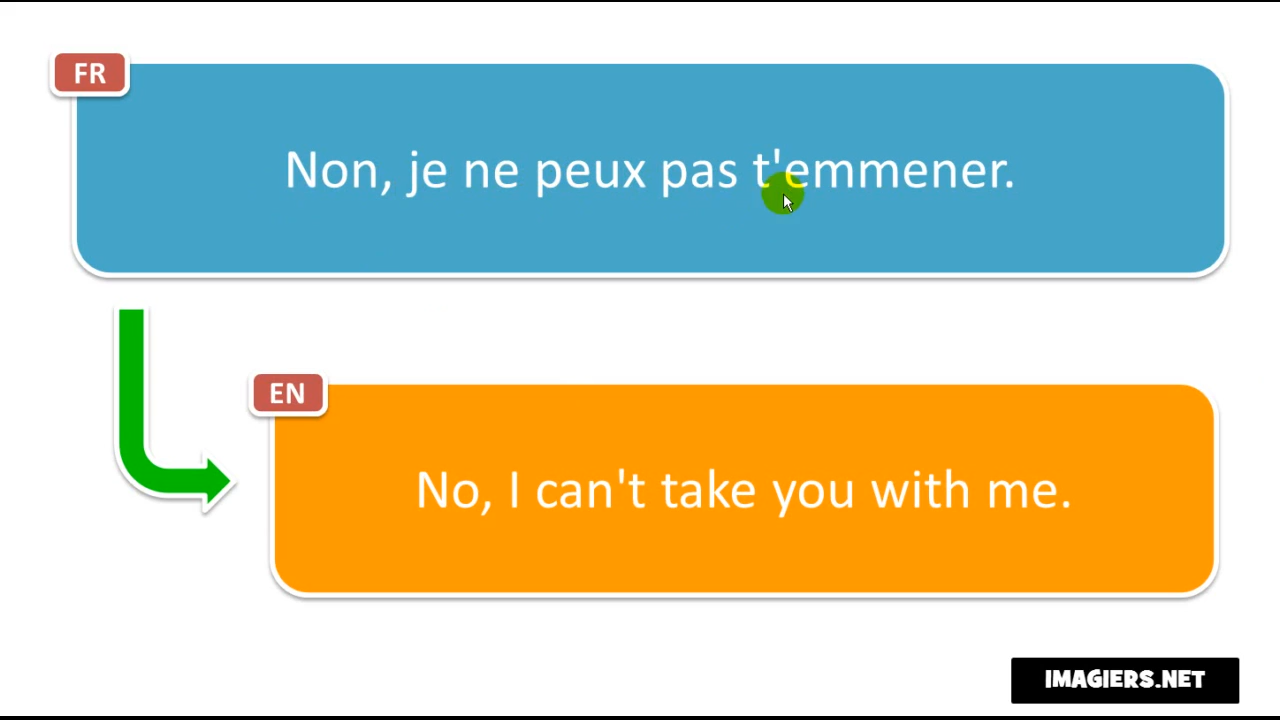 FR
Non, je ne peux pas t'emmener.
EN
No, I can't take you with me.
IMAGIERS.NET